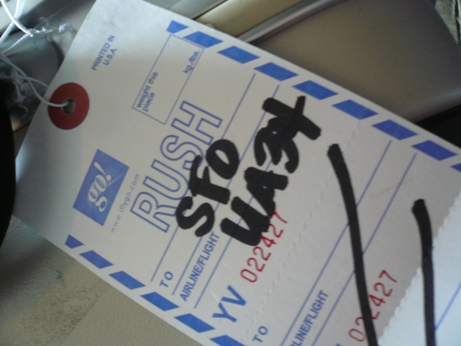 PRINTED IN
U.S.A.
weight this
piece
kg./lbs.
go!
www.iflygo.com
RUSH
SFO
TO
UA34
AIRLINE/FLIGHT
YV 022427
TO
AIRLINE/FLIGHT
022427